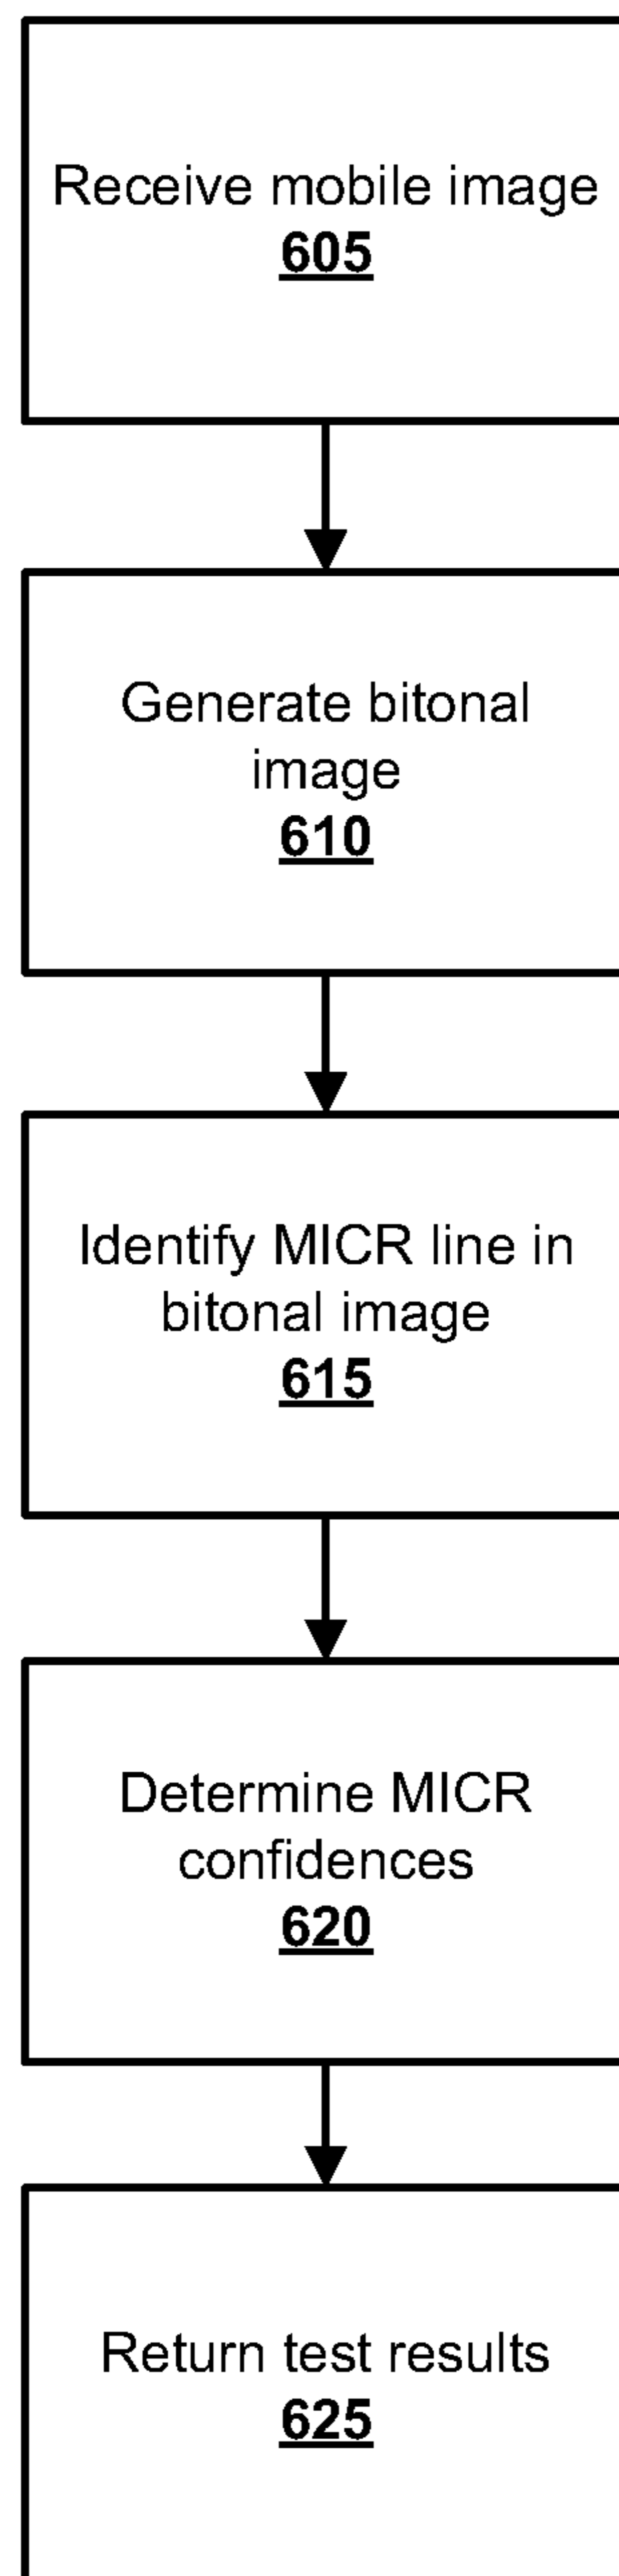 Receive mobile image
605
Generate bitonal
image
610
Identify MICR line in
bitonal image
615
Determine MICR
confidences
620
Return test results
625